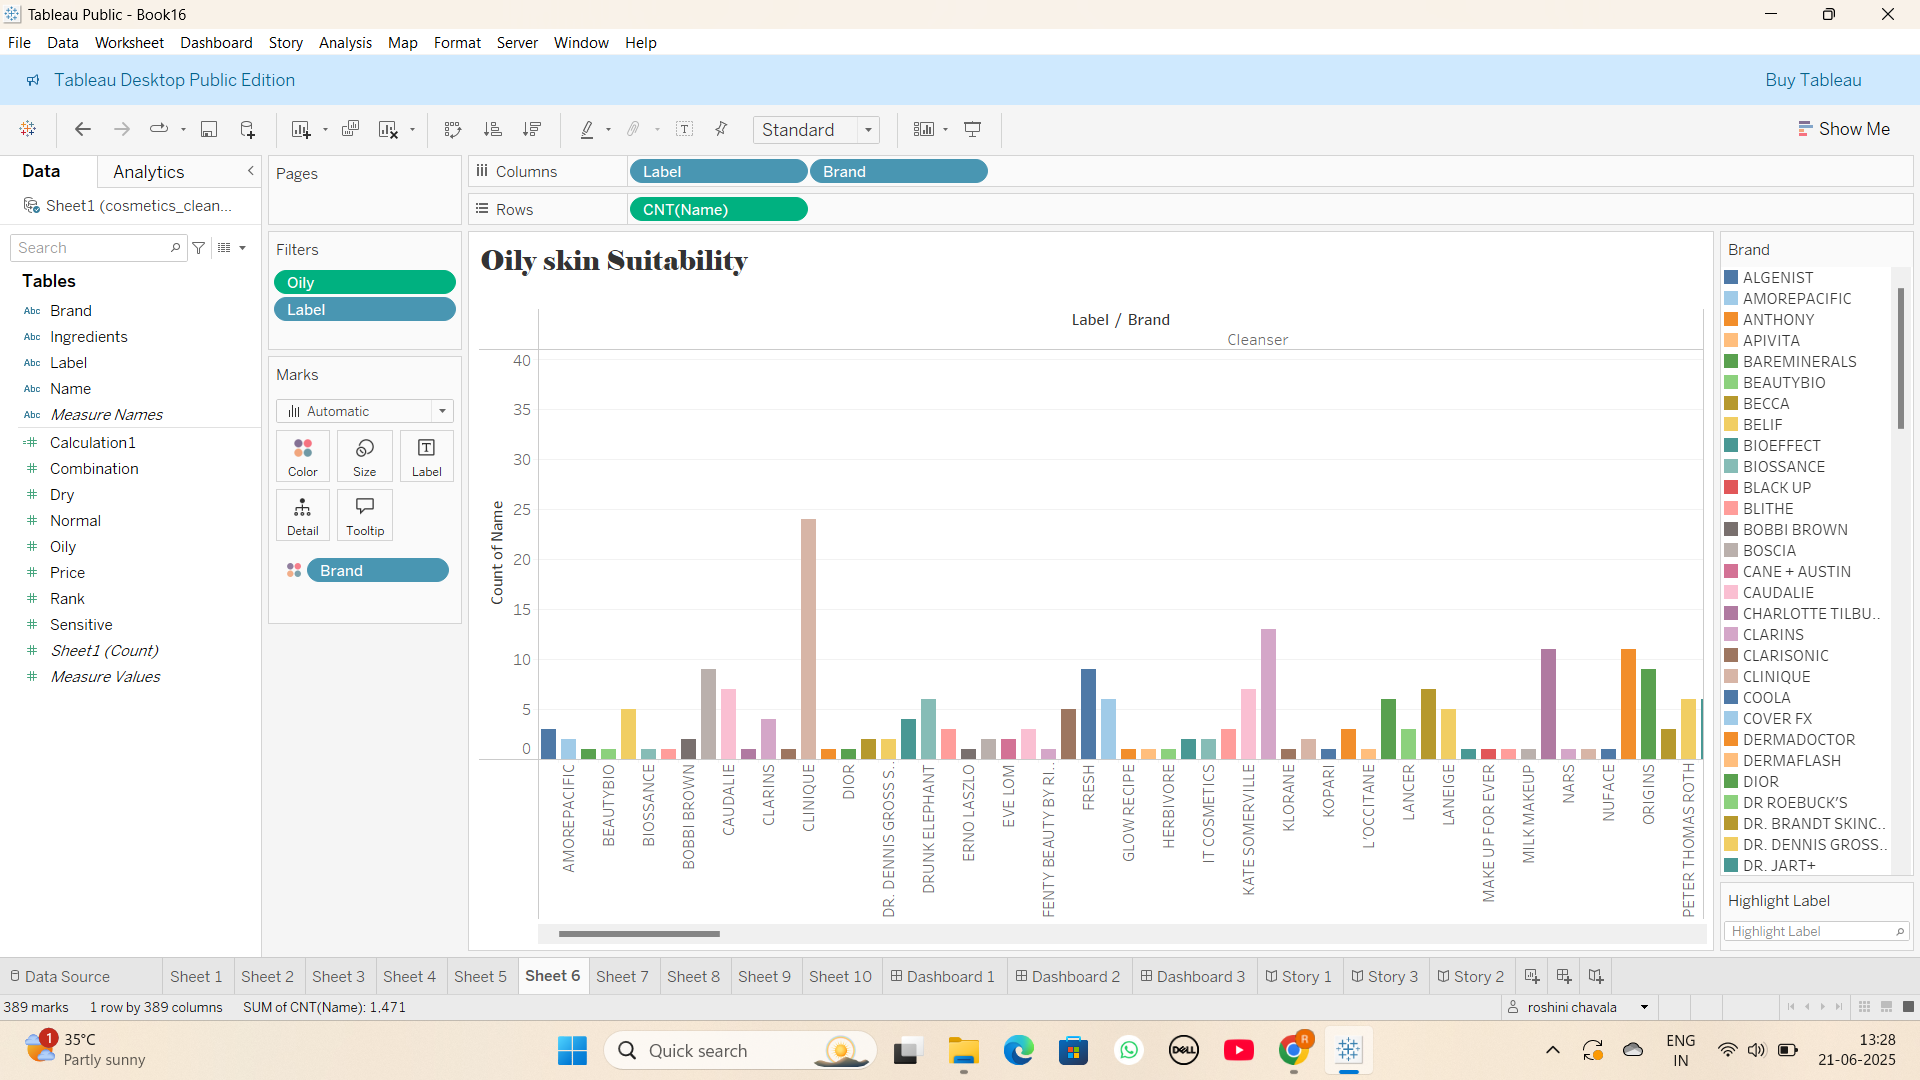 Tableau Public - Book16
File Data Worksheet Dashboard Story Analysis Map Format Server Window Help
Tableau Desktop Public Edition Buy Tableau
Standard Show Me
Data Analytics
Sheet1 (cosmetics_clean...
Search
Tables
Abc Brand
Abc Ingredients
Abc Label
Abc Name
Abc Measure Names
Calculation1
Combination
Dry
Normal
Oily
Price
Rank
Sensitive
Sheet1 (Count)
Measure Values
Pages
Filters
Oily
Label
Marks
Automatic
Color Size Label
Detail Tooltip
Brand
Columns Label Brand
Rows CNT(Name)
Oily skin Suitability
Label / Brand
Cleanser
Count of Name
40
35
30
25
20
15
10
5
0
AMOREPACIFIC
BEAUTYBIO
BIOSSANCE
BOBBI BROWN
CAUDALIE
CLARINS
CLINIQUE
DIOR
DR. DENNIS GROSS S..
DRUNK ELEPHANT
ERNO LASZLO
EVE LOM
FENTY BEAUTY BY RI..
FRESH
GLOW RECIPE
HERBIVORE
IT COSMETICS
KATE SOMERVILLE
KLORANE
KOPARI
L'OCCITANE
LANCER
LANEIGE
MAKE UP FOR EVER
MILK MAKEUP
NARS
NUFACE
ORIGINS
PETER THOMAS ROTH
Brand
ALGENIST
AMOREPACIFIC
ANTHONY
APIVITA
BAREMINERALS
BEAUTYBIO
BECCA
BELIF
BIOEFFECT
BIOSSANCE
BLACK UP
BLITHE
BOBBI BROWN
BOSCIA
CANE + AUSTIN
CAUDALIE
CHARLOTTE TILBU..
CLARINS
CLARISONIC
CLINIQUE
COOLA
COVER FX
DERMADOCTOR
DERMAFLASH
DIOR
DR ROEBUCK'S
DR. BRANDT SKINC..
DR. DENNIS GROSS..
DR. JART+
Highlight Label
Highlight Label
Data Source Sheet 1 Sheet 2 Sheet 3 Sheet 4 Sheet 5 Sheet 6 Sheet 7 Sheet 8 Sheet 9 Sheet 10 Dashboard 1 Dashboard 2 Dashboard 3 Story 1 Story 3 Story 2
389 marks 1 row by 389 columns SUM of CNT(Name): 1,471 roshini chavala
1 35°C
Partly sunny
Quick search
DELL
R
ENG
IN
13:28
21-06-2025